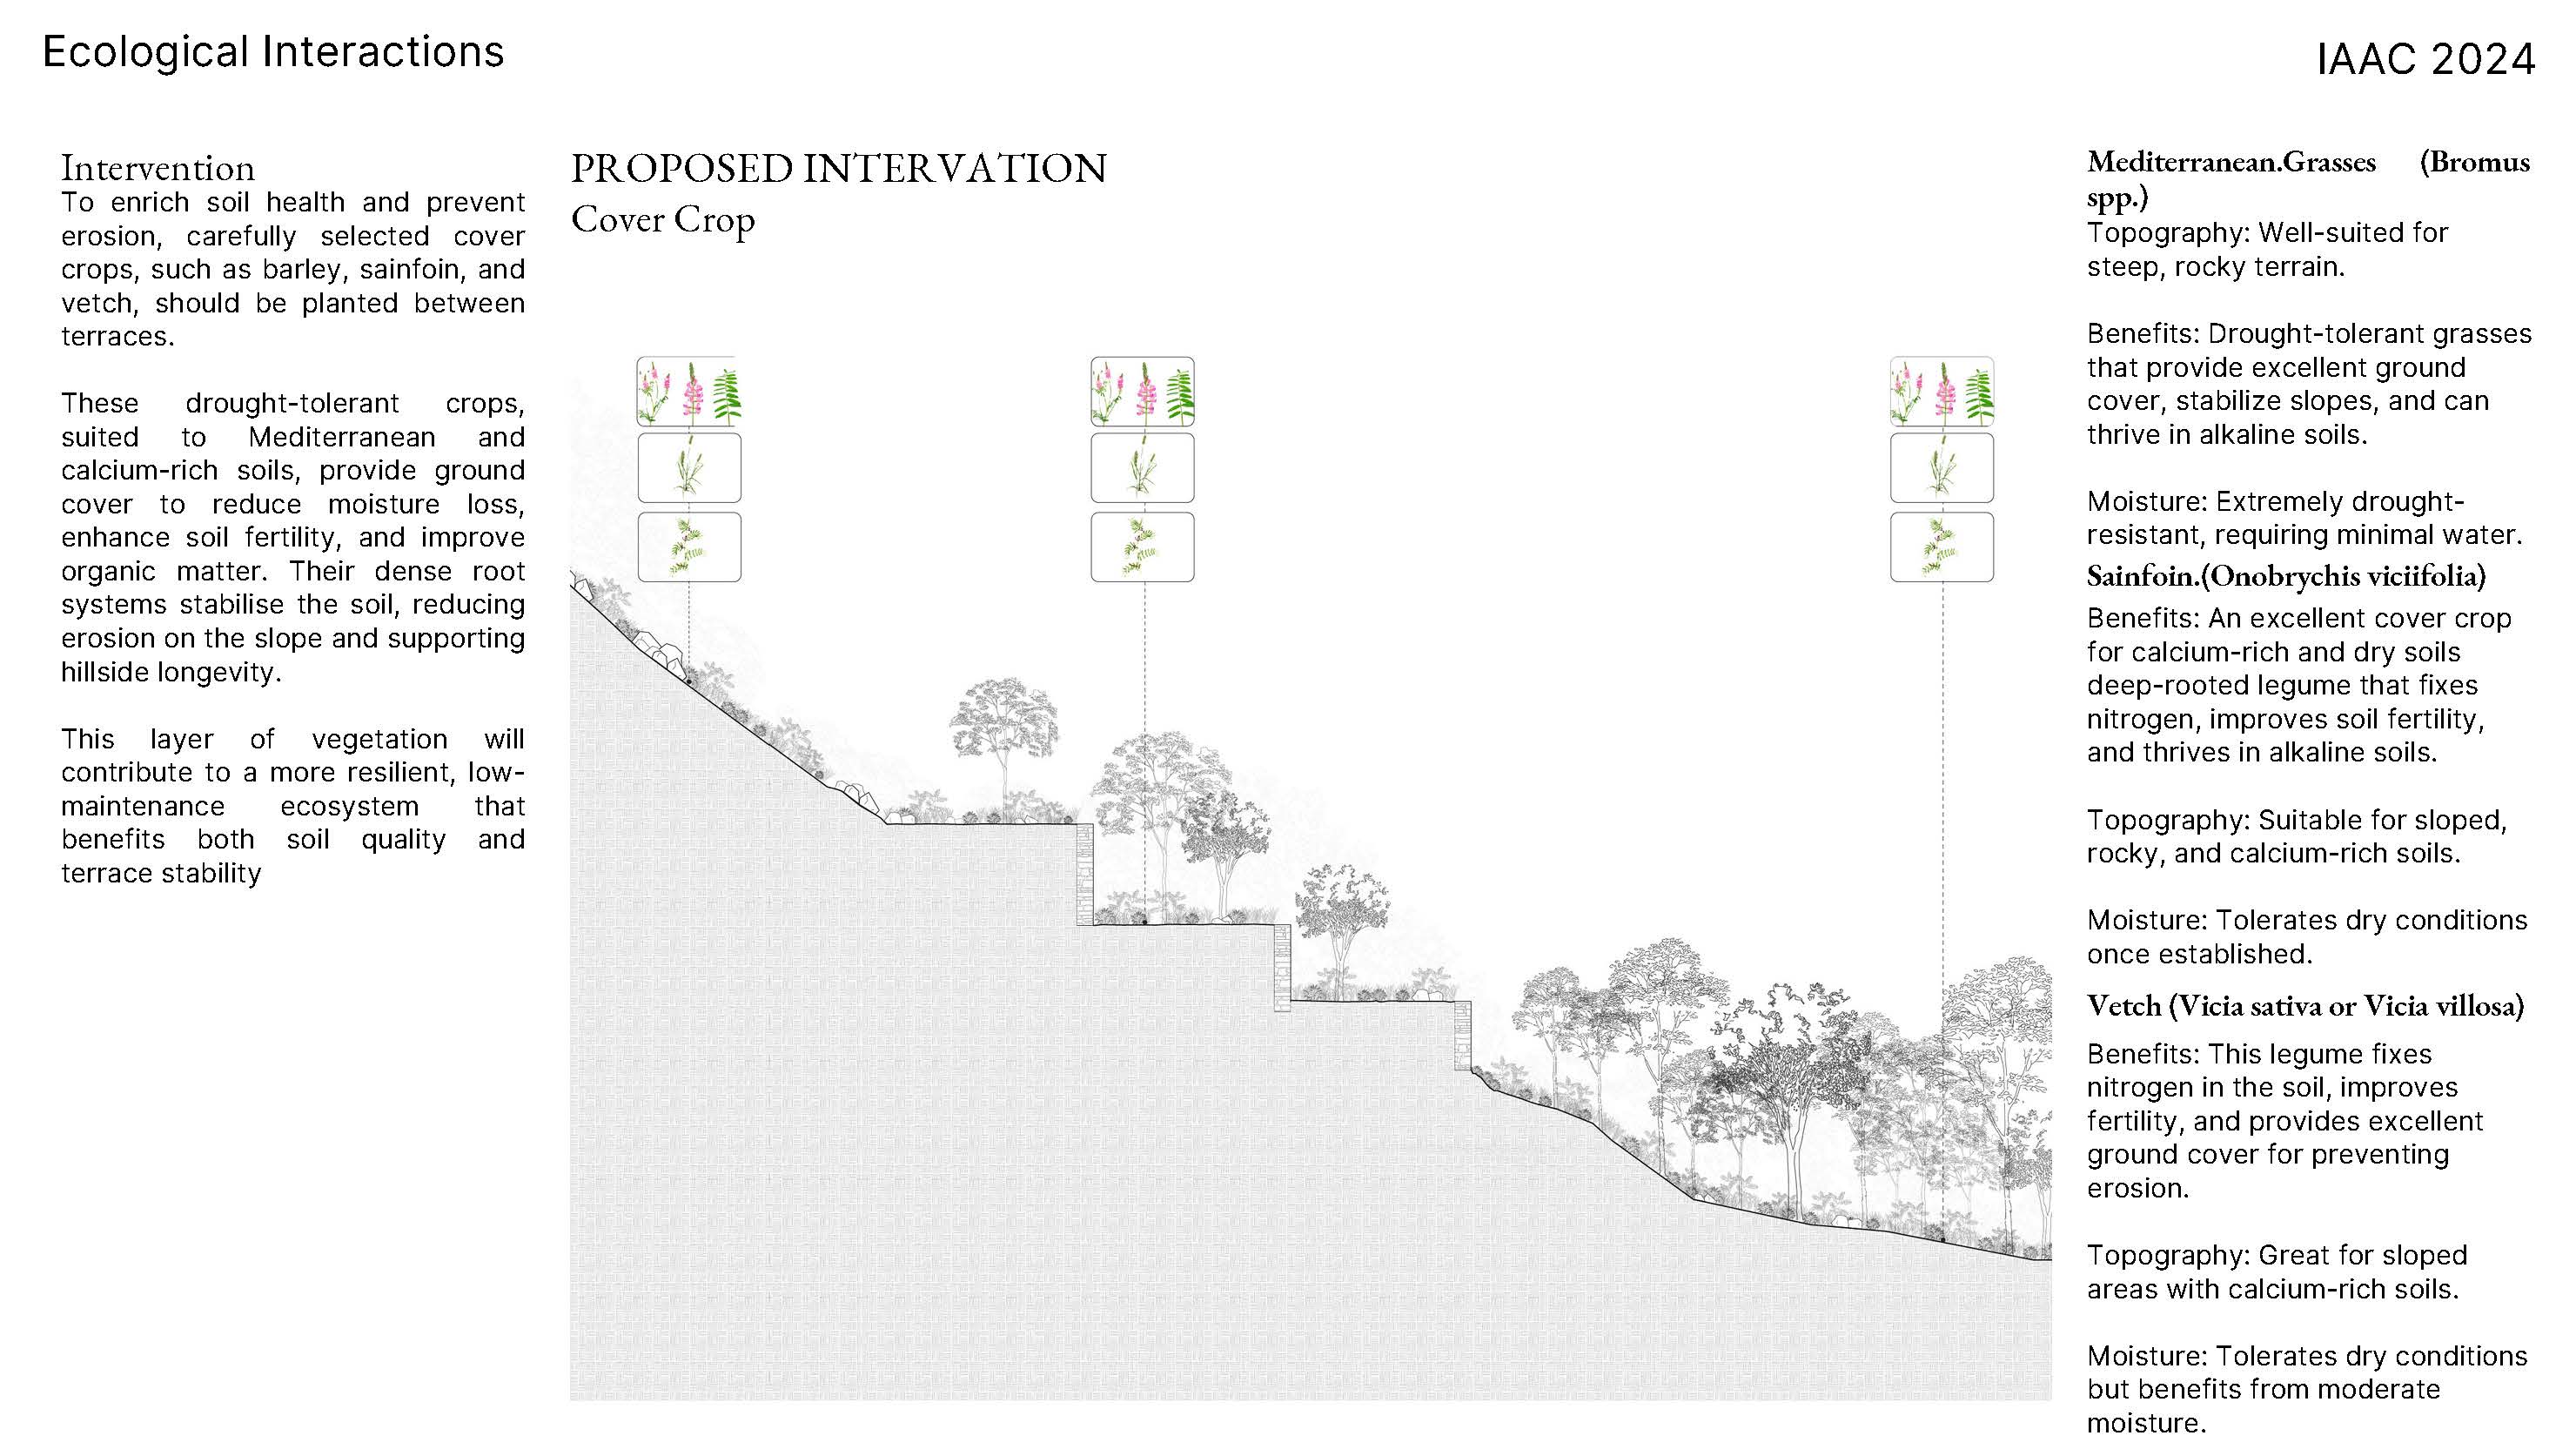 Ecological Interactions
IAAC 2024
Intervention
To enrich soil health and prevent
erosion, carefully selected cover
crops, such as barley, sainfoin, and
vetch, should be planted between
terraces.
These drought-tolerant crops,
suited to Mediterranean and
calcium-rich soils, provide ground
cover to reduce moisture loss,
enhance soil fertility, and improve
organic matter. Their dense root
systems stabilise the soil, reducing
erosion on the slope and supporting
hillside longevity.
This layer of vegetation will
contribute to a more resilient, low-
maintenance ecosystem that
benefits both soil quality and
terrace stability
PROPOSED INTERVATION
Cover Crop
Mediterranean.Grasses (Bromus
spp.)
Topography: Well-suited for
steep, rocky terrain.
Benefits: Drought-tolerant grasses
that provide excellent ground
cover, stabilize slopes, and can
thrive in alkaline soils.
Moisture: Extremely drought-
resistant, requiring minimal water.
Sainfoin.(Onobrychis viciifolia)
Benefits: An excellent cover crop
for calcium-rich and dry soils
deep-rooted legume that fixes
nitrogen, improves soil fertility,
and thrives in alkaline soils.
Topography: Suitable for sloped,
rocky, and calcium-rich soils.
Moisture: Tolerates dry conditions
once established.
Vetch (Vicia sativa or Vicia villosa)
Benefits: This legume fixes
nitrogen in the soil, improves
fertility, and provides excellent
ground cover for preventing
erosion.
Topography: Great for sloped
areas with calcium-rich soils.
Moisture: Tolerates dry conditions
but benefits from moderate
moisture.